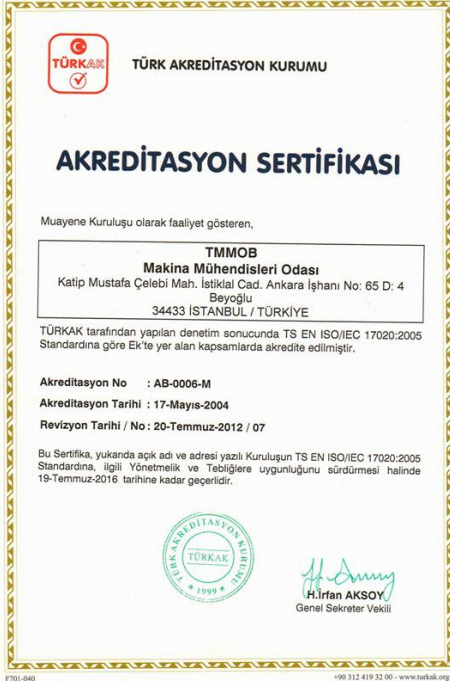 TÜRKAK
TÜRK AKREDİTASYON KURUMU
AKREDİTASYON SERTİFİKASI
Muayene Kuruluşu olarak faaliyet gösteren,
TMMOB
Makina Mühendisleri Odası
Katip Mustafa Çelebi Mah. İstiklal Cad. Ankara İşhanı No: 65 D: 4
Beyoğlu
34433 İSTANBUL / TÜRKİYE
TÜRKAK tarafından yapılan denetim sonucunda TS EN ISO/IEC 17020:2005
Standardına göre Ek'te yer alan kapsamlarda akredite edilmiştir.
Akreditasyon No : AB-0006-M
Akreditasyon Tarihi : 17-Mayıs-2004
Revizyon Tarihi / No : 20-Temmuz-2012 / 07
Bu Sertifika, yukarıda açık adı ve adresi yazılı Kuruluşun TS EN ISO/IEC 17020:2005
Standardına, ilgili Yönetmelik ve Tebliğlere uygunluğunu sürdürmesi halinde
19-Temmuz-2016 tarihine kadar geçerlidir.
TÜRK AKREDİTASYON KURUMU
TÜRKAK
* 1999 *
H.İrfan AKSOY
Genel Sekreter Vekili
F701-040
+90 312 419 32 00 - www.turkak.org